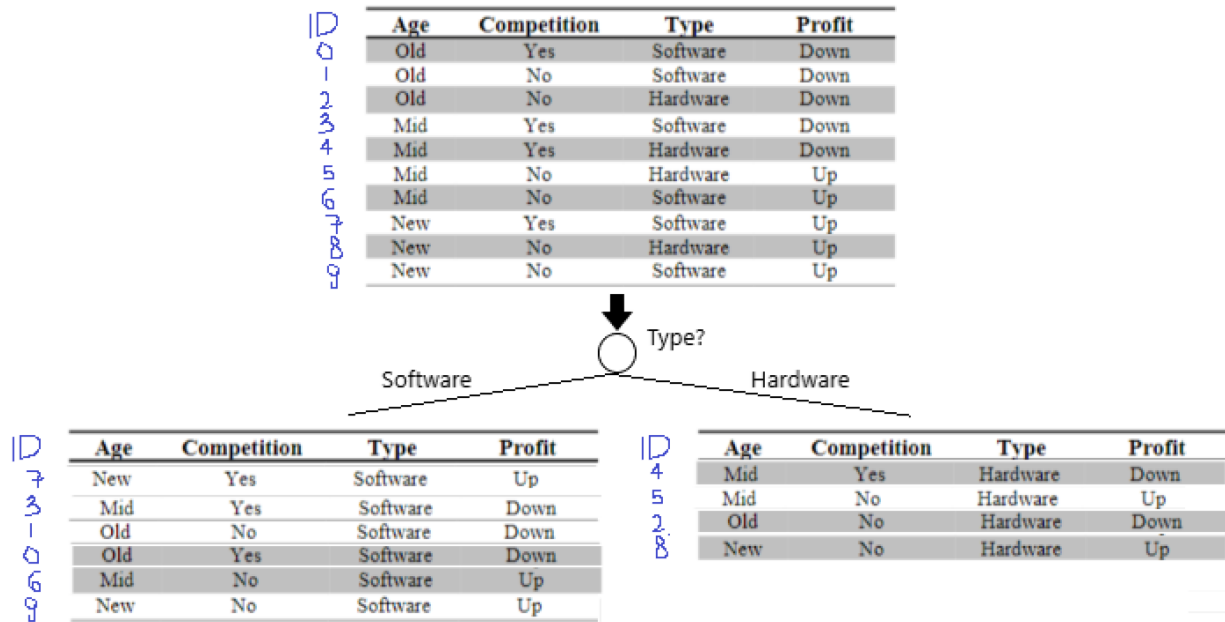 ID Age Competition Type Profit
0 Old Yes Software Down
1 Old No Software Down
2 Old No Hardware Down
3 Mid Yes Software Down
4 Mid Yes Hardware Down
5 Mid No Hardware Up
6 Mid No Software Up
7 New Yes Software Up
8 New No Hardware Up
9 New No Software Up
Type?
Software Hardware
ID Age Competition Type Profit
7 New Yes Software Up
3 Mid Yes Software Down
1 Old No Software Down
0 Old Yes Software Down
6 Mid No Software Up
9 New No Software Up
ID Age Competition Type Profit
4 Mid Yes Hardware Down
5 Mid No Hardware Up
2 Old No Hardware Down
8 New No Hardware Up